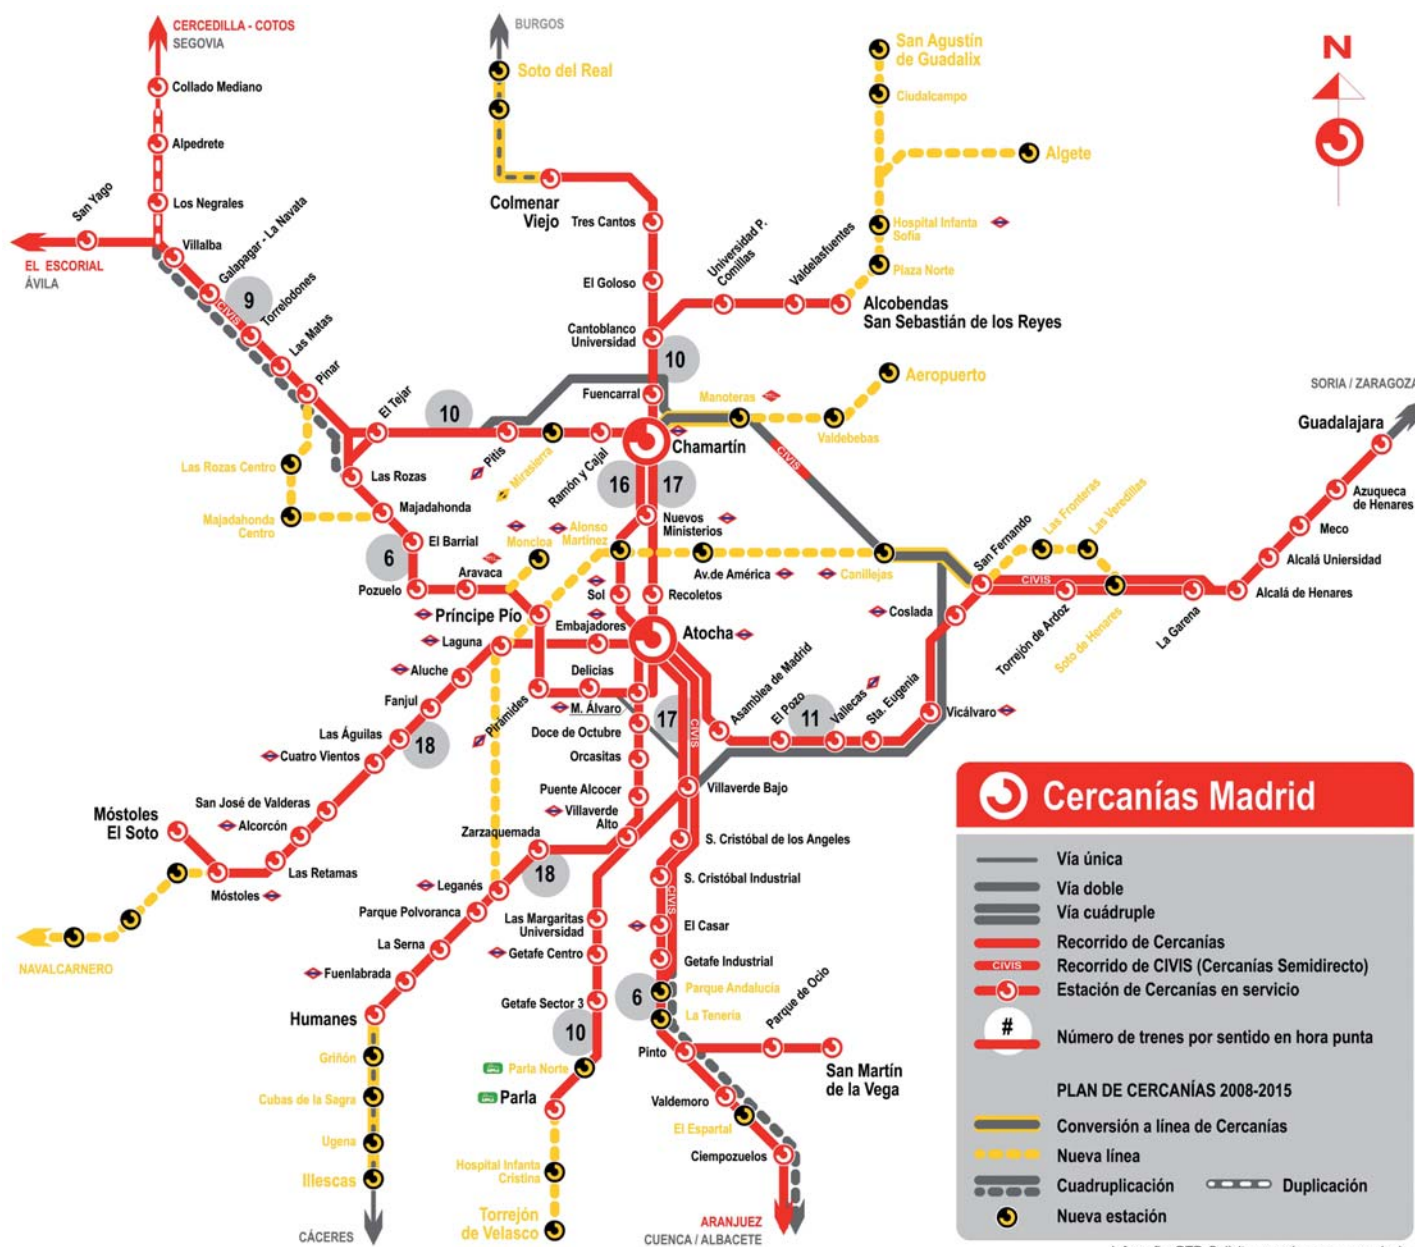 CERCEDILLA - COTOS
SEGOVIA
Collado Mediano
Alpedrete
Los Negrales
San Yago
Villalba
EL ESCORIAL
ÁVILA
Galapagar - La Navata
CIVIS
9
Torrelodones
Las Matas
Pinar
El Tejar
10
Las Rozas Centro
Las Rozas
Majadahonda
Centro
Majadahonda
El Barrial
6
Pozuelo
Aravaca
Moncloa
Príncipe Pío
BURGOS
Soto del Real
Colmenar
Viejo
Tres Cantos
El Goloso
Cantoblanco
Universidad
10
Fuencarral
Universidad P.
Comillas
Valdelasfuentes
Alcobendas
San Sebastián de los Reyes
San Agustín
de Guadalix
Ciudalcampo
Algete
Hospital Infanta
Sofía
Plaza Norte
N
Pitis
Mirasierra
Ramón y Cajal
Chamartín
Manoteras
Valdebebas
Aeropuerto
CIVIS
16
17
Nuevos
Ministerios
Alonso
Martínez
Av.de América
Canillejas
Sol
Recoletos
Embajadores
Atocha
SORIA / ZARAGOZA
Guadalajara
Azuqueca
de Henares
Meco
Alcalá Uniersidad
Alcalá de Henares
La Garena
Soto de Henares
Torrejón de Ardoz
CIVIS
Las Veredillas
Las Fronteras
San Fernando
Coslada
Vicálvaro
Sta. Eugenia
Vallecas
11
El Pozo
Asamblea de Madrid
Laguna
Aluche
Fanjul
Las Águilas
18
Cuatro Vientos
San José de Valderas
Alcorcón
Las Retamas
Móstoles
El Soto
Móstoles
NAVALCARNERO
Delicias
Pirámides
M. Álvaro
17
CIVIS
Doce de Octubre
Orcasitas
Puente Alcocer
Villaverde
Alto
Villaverde Bajo
Zarzaquemada
18
Leganés
Parque Polvoranca
La Serna
Fuenlabrada
Humanes
Griñón
Cubas de la Sagra
Ugena
Illescas
CÁCERES
Las Margaritas
Universidad
Getafe Centro
Getafe Sector 3
10
Parla Norte
Parla
Hospital Infanta
Cristina
Torrejón
de Velasco
S. Cristóbal de los Angeles
S. Cristóbal Industrial
CIVIS
El Casar
Getafe Industrial
6
Parque Andalucía
La Tenería
Pinto
Parque de Ocio
San Martín
de la Vega
Valdemoro
El Espartal
Ciempozuelos
ARANJUEZ
CUENCA / ALBACETE
Cercanías Madrid
Vía única
Vía doble
Vía cuádruple
Recorrido de Cercanías
CIVIS
Recorrido de CIVIS (Cercanías Semidirecto)
Estación de Cercanías en servicio
#
Número de trenes por sentido en hora punta
PLAN DE CERCANÍAS 2008-2015
Conversión a línea de Cercanías
Nueva línea
Cuadruplicación
Duplicación
Nueva estación